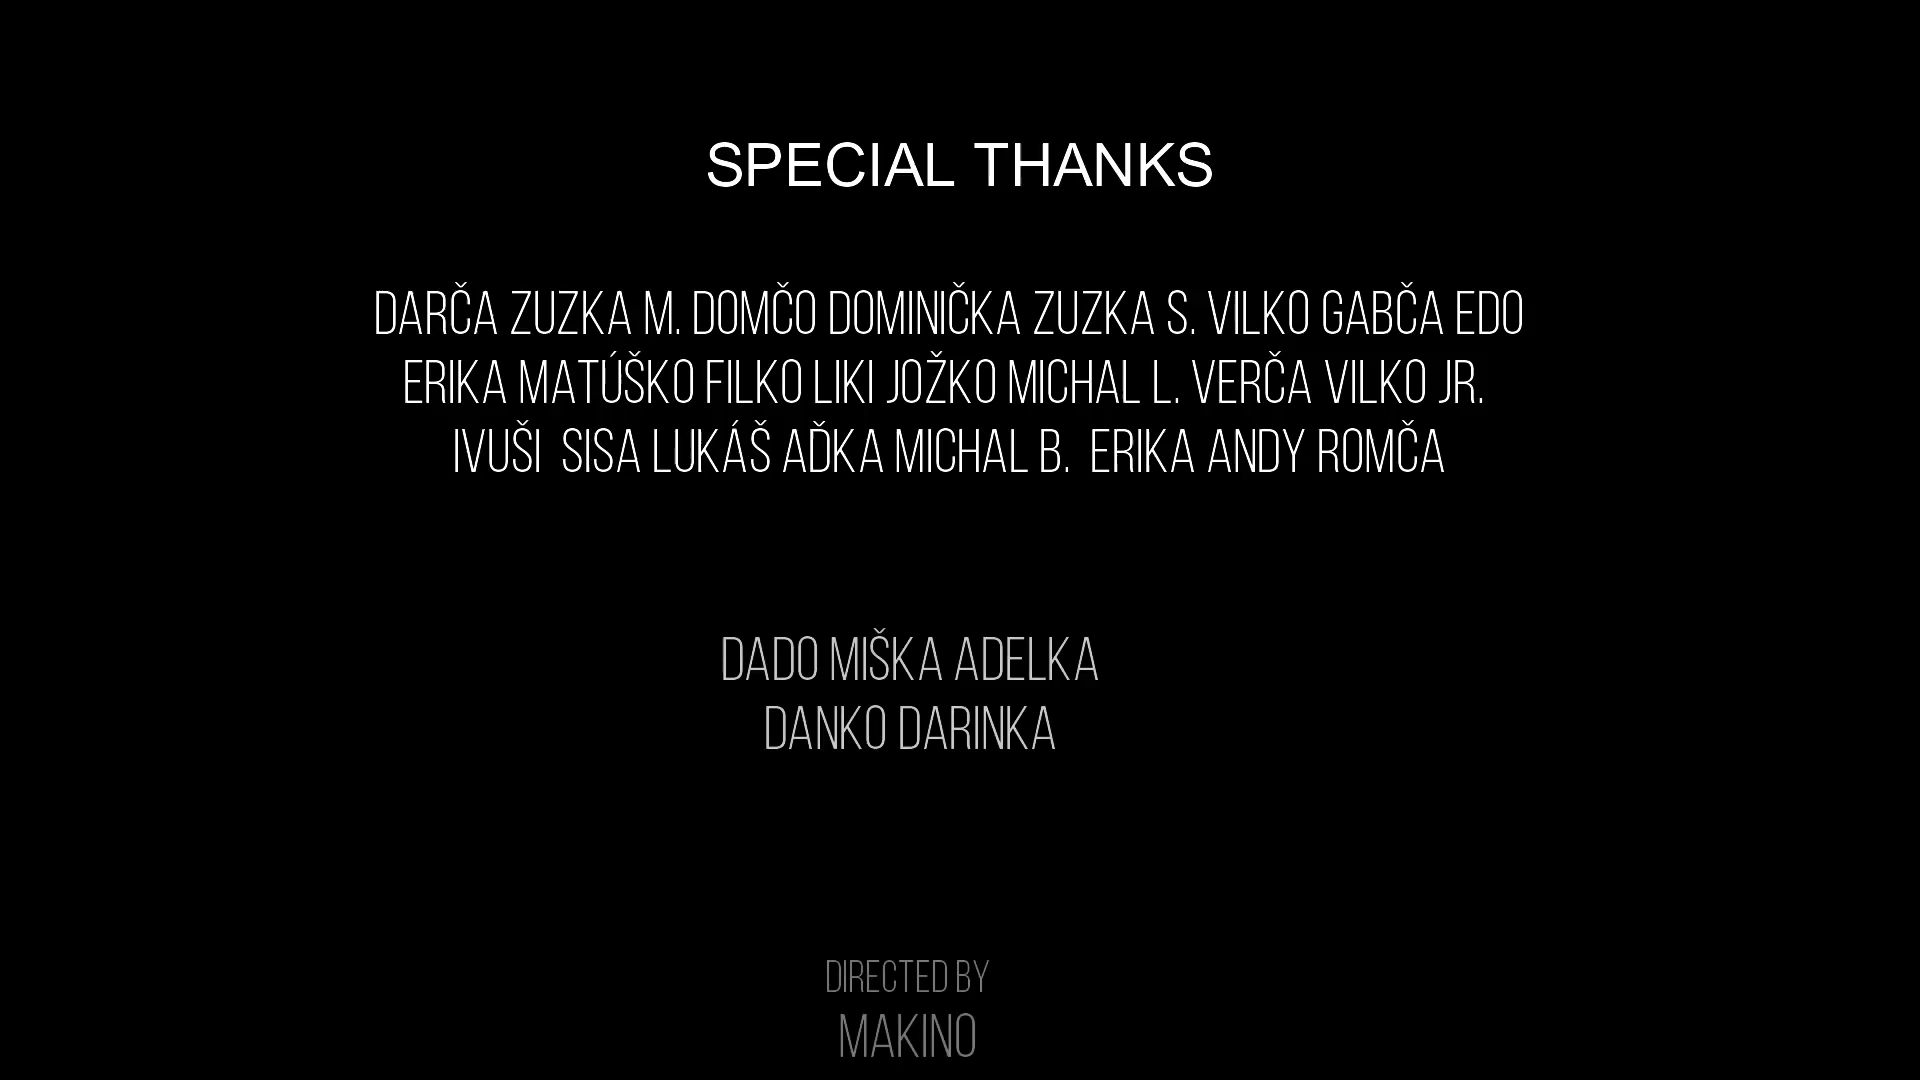 SPECIAL THANKS
DARČA ZUZKA M. DOMČO DOMINIČKA ZUZKA S. VILKO GABČA EDO
ERIKA MATÚŠKO FILKO LIKI JOŽKO MICHAL L. VERČA VILKO JR.
IVUŠI  SISA LUKÁŠ AĎKA MICHAL B.  ERIKA ANDY ROMČA
DADO MIŠKA ADELKA
DANKO DARINKA
DIRECTED BY
MAKINO